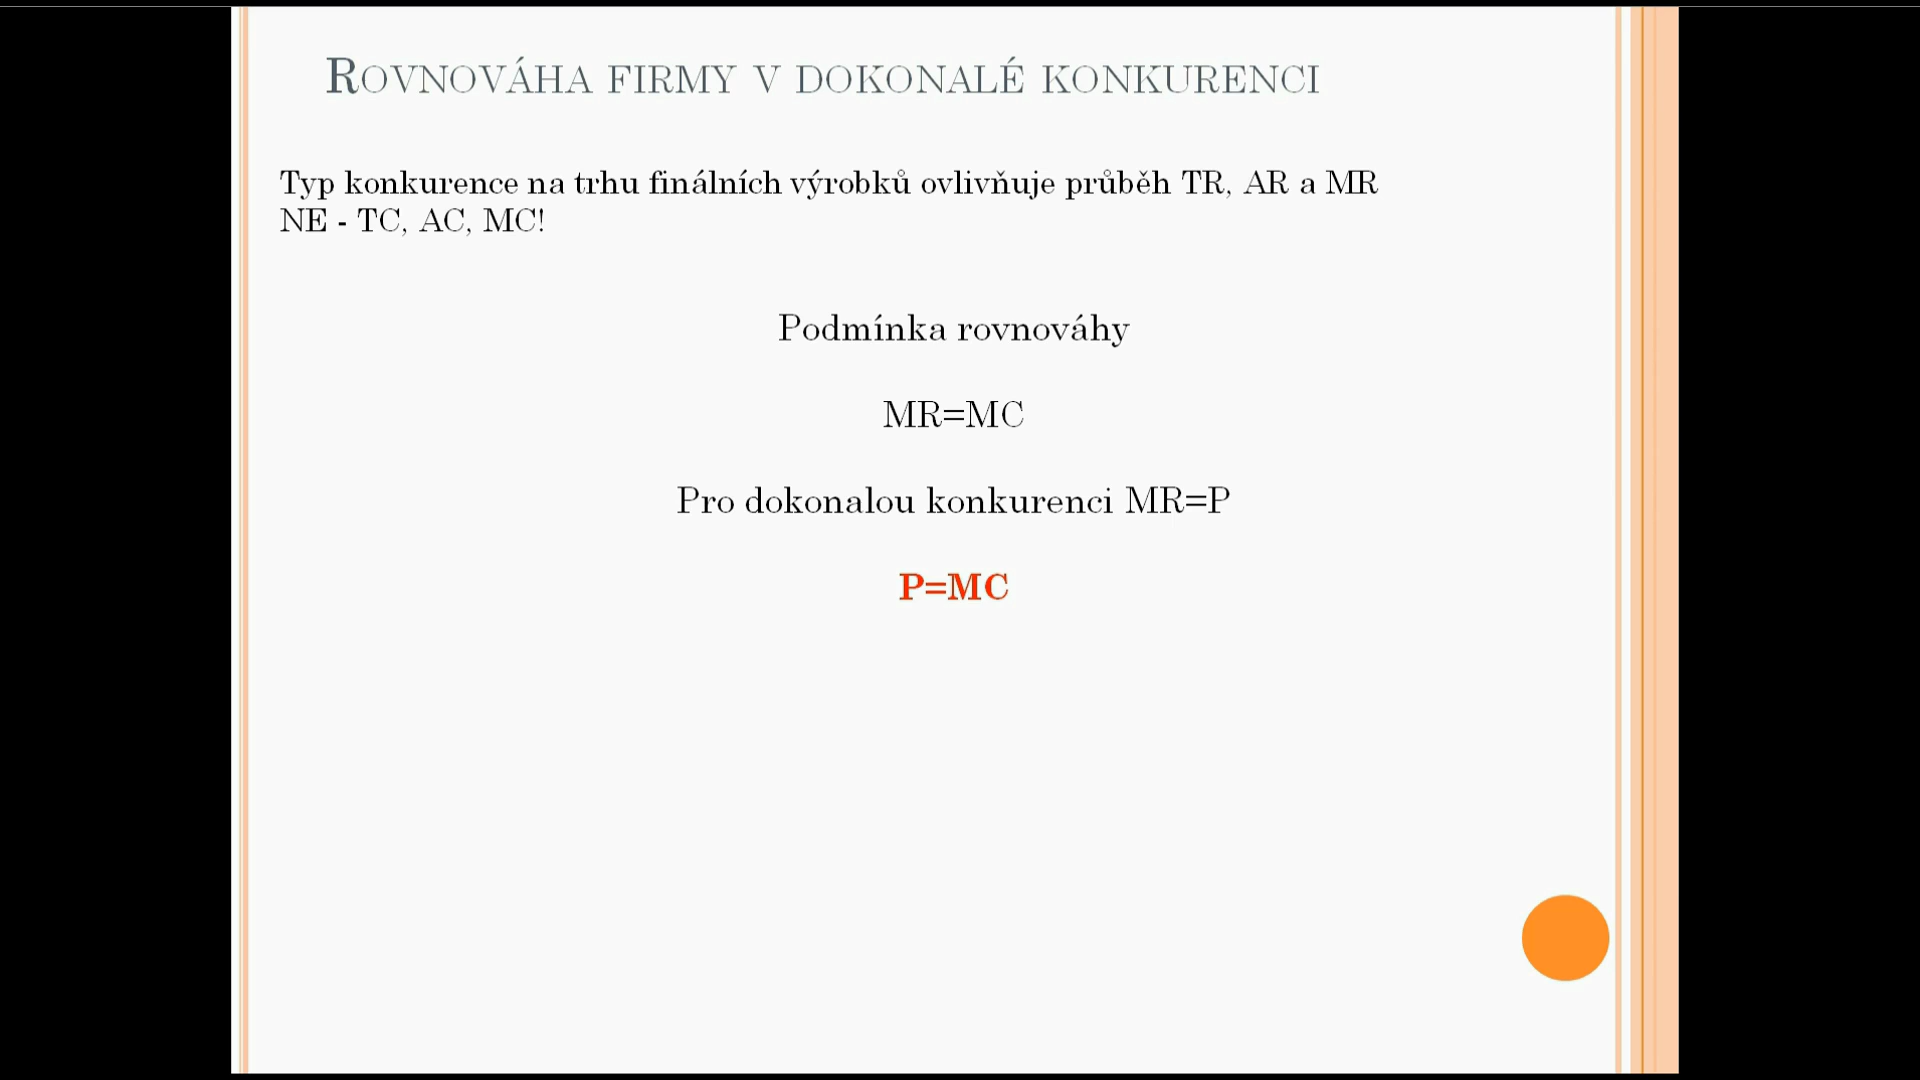 Rovnováha firmy v dokonalé konkurenci
Typ konkurence na trhu finálních výrobků ovlivňuje průběh TR, AR a MR
NE - TC, AC, MC!
Podmínka rovnováhy
MR=MC
Pro dokonalou konkurenci MR=P
P=MC